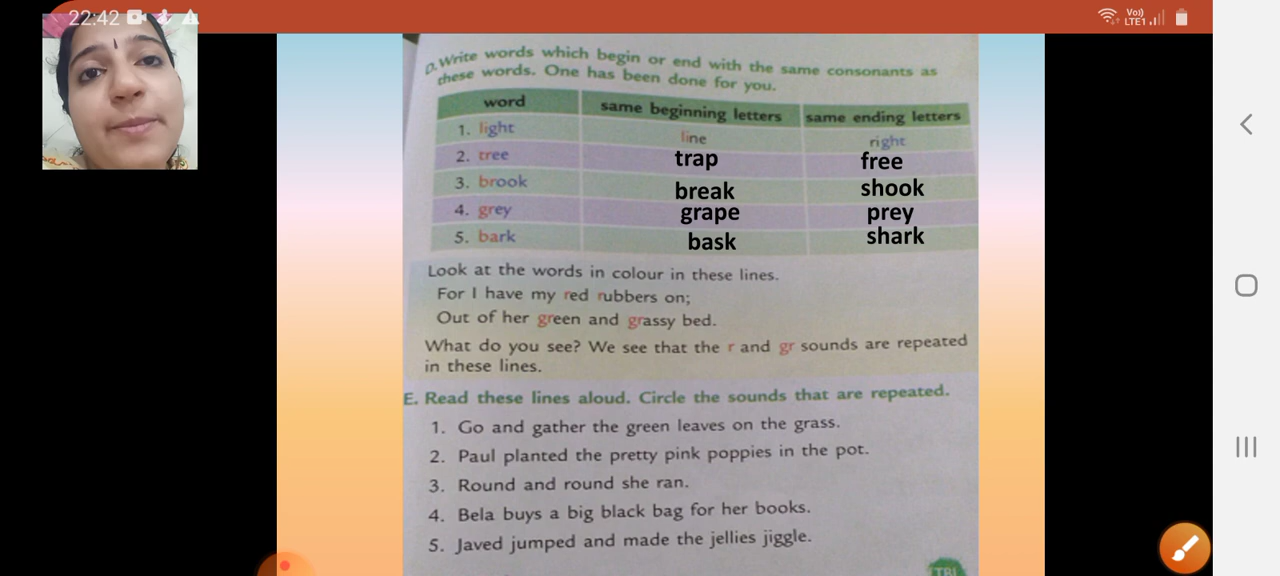 22:42
Vo)
LTE1
D. Write words which begin or end with the same consonants as
these words. One has been done for you.
word same beginning letters same ending letters
1. light line right
2. tree trap free
3. brook break shook
4. grey grape prey
5. bark bask shark
Look at the words in colour in these lines.
For I have my red rubbers on;
Out of her green and grassy bed.
What do you see? We see that the r and gr sounds are repeated
in these lines.
E. Read these lines aloud. Circle the sounds that are repeated.
1. Go and gather the green leaves on the grass.
2. Paul planted the pretty pink poppies in the pot.
3. Round and round she ran.
4. Bela buys a big black bag for her books.
5. Javed jumped and made the jellies jiggle.
TBI